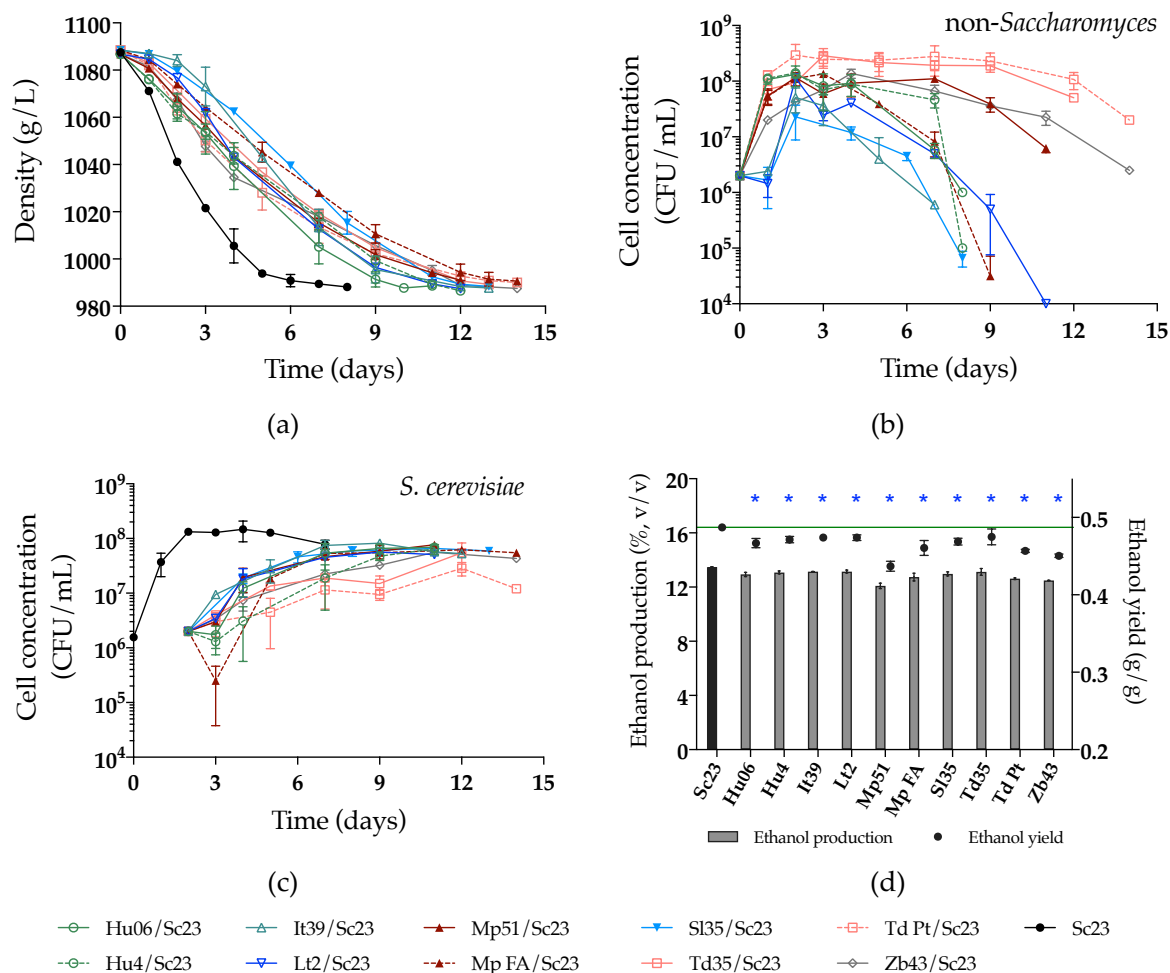 non-Saccharomyces
1100
1080
1060
1040
1020
1000
980
0 3 6 9 12 15
Density (g/L)
Time (days)
(a)
10⁹
10⁸
10⁷
10⁶
10⁵
10⁴
0 3 6 9 12 15
Cell concentration
(CFU/mL)
Time (days)
(b)
S. cerevisiae
10⁹
10⁸
10⁷
10⁶
10⁵
10⁴
0 3 6 9 12 15
Cell concentration
(CFU/mL)
Time (days)
(c)
20
16
12
8
4
0
Ethanol production (%, v/v)
* * * * * * * * * *
0.5
0.4
0.3
0.2
Ethanol yield (g/g)
Sc23 Hu06 Hu4 It39 Lt2 Mp51 Mp FA Sl35 Td35 Td Pt Zb43
Ethanol production Ethanol yield
(d)
Hu06/Sc23 It39/Sc23 Mp51/Sc23 Sl35/Sc23 Td Pt/Sc23 Sc23
Hu4/Sc23 Lt2/Sc23 Mp FA/Sc23 Td35/Sc23 Zb43/Sc23